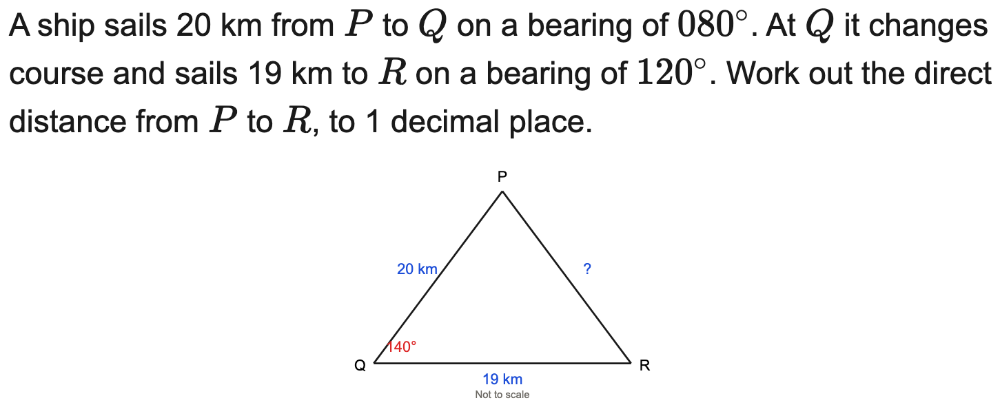 A ship sails 20 km from P to Q on a bearing of 080°. At Q it changes
course and sails 19 km to R on a bearing of 120°. Work out the direct
distance from P to R, to 1 decimal place.
P
20 km
?
140°
Q
R
19 km
Not to scale